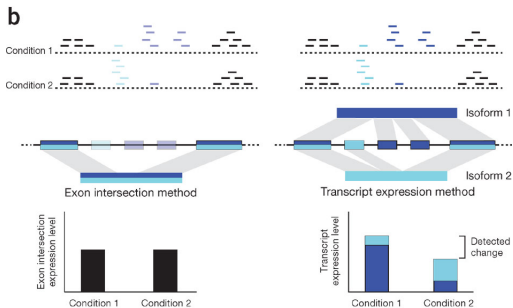 b
Condition 1
Condition 2
Isoform 1
Isoform 2
Exon intersection method
Transcript expression method
Exon intersection
expression level
Condition 1
Condition 2
Transcript
expression level
Detected
change
Condition 1
Condition 2